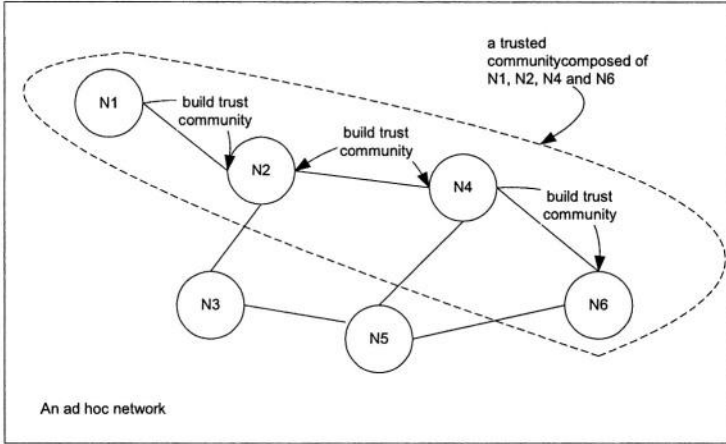 a trusted
communitycomposed of
N1, N2, N4 and N6
N1
build trust
community
build trust
community
N2
N4
build trust
community
N3
N5
N6
An ad hoc network